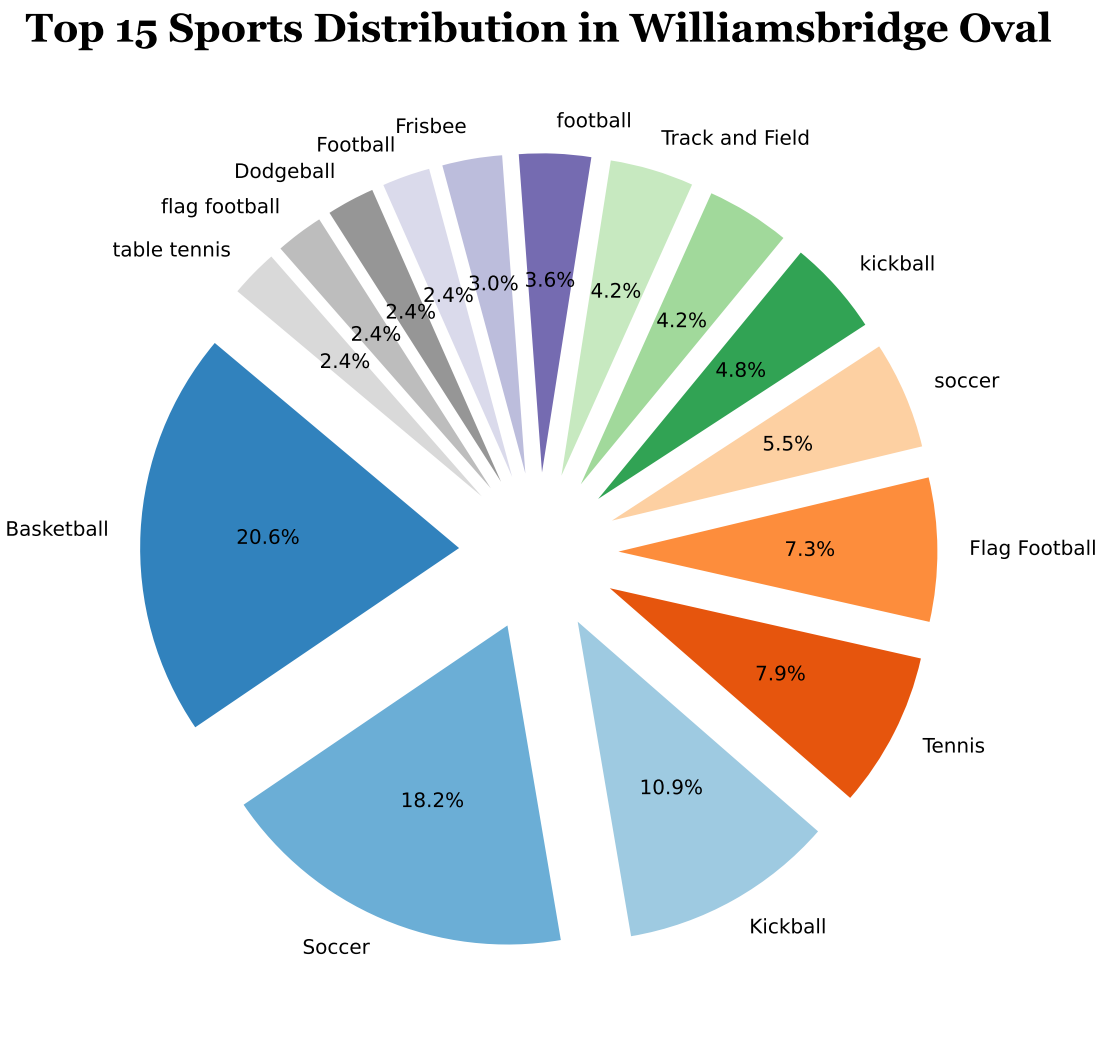 Top 15 Sports Distribution in Williamsbridge Oval
football
Frisbee
Track and Field
Football
Dodgeball
flag football
table tennis
kickball
3.6%
3.0%
4.2%
2.4%
2.4%
4.2%
2.4%
2.4%
4.8%
soccer
5.5%
Basketball
20.6%
7.3%
Flag Football
7.9%
Tennis
10.9%
18.2%
Kickball
Soccer